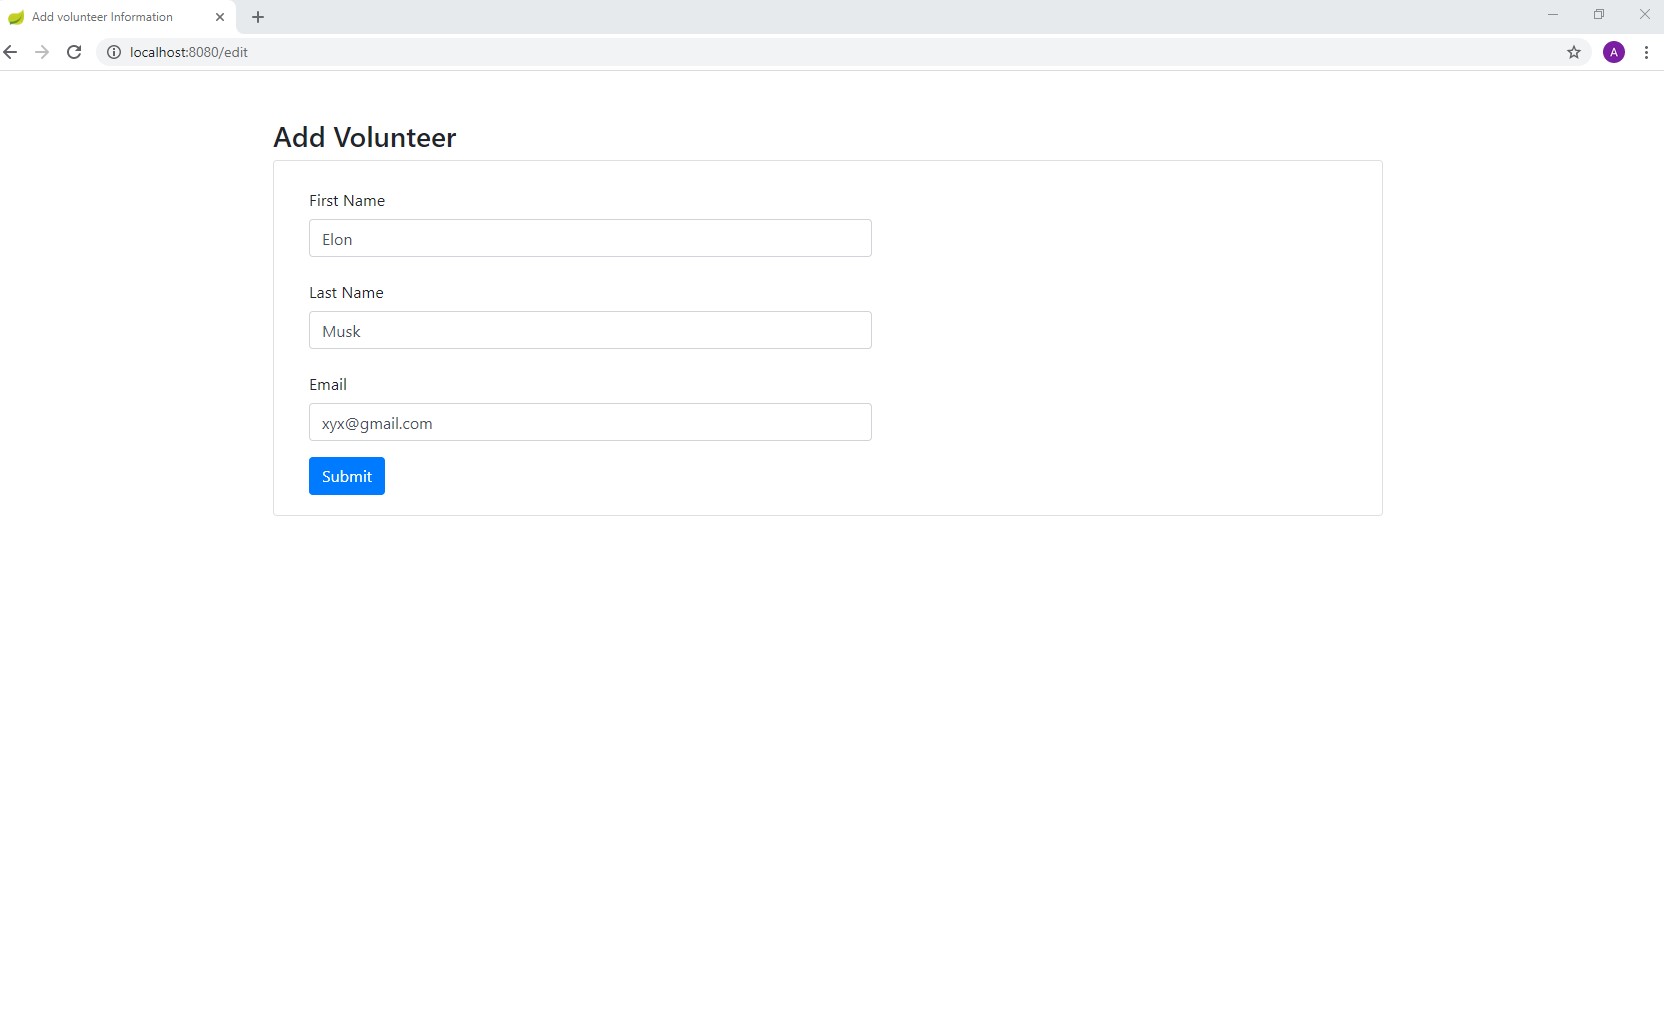 Add volunteer Information
localhost:8080/edit
A
Add Volunteer
First Name
Elon
Last Name
Musk
Email
xyx@gmail.com
Submit